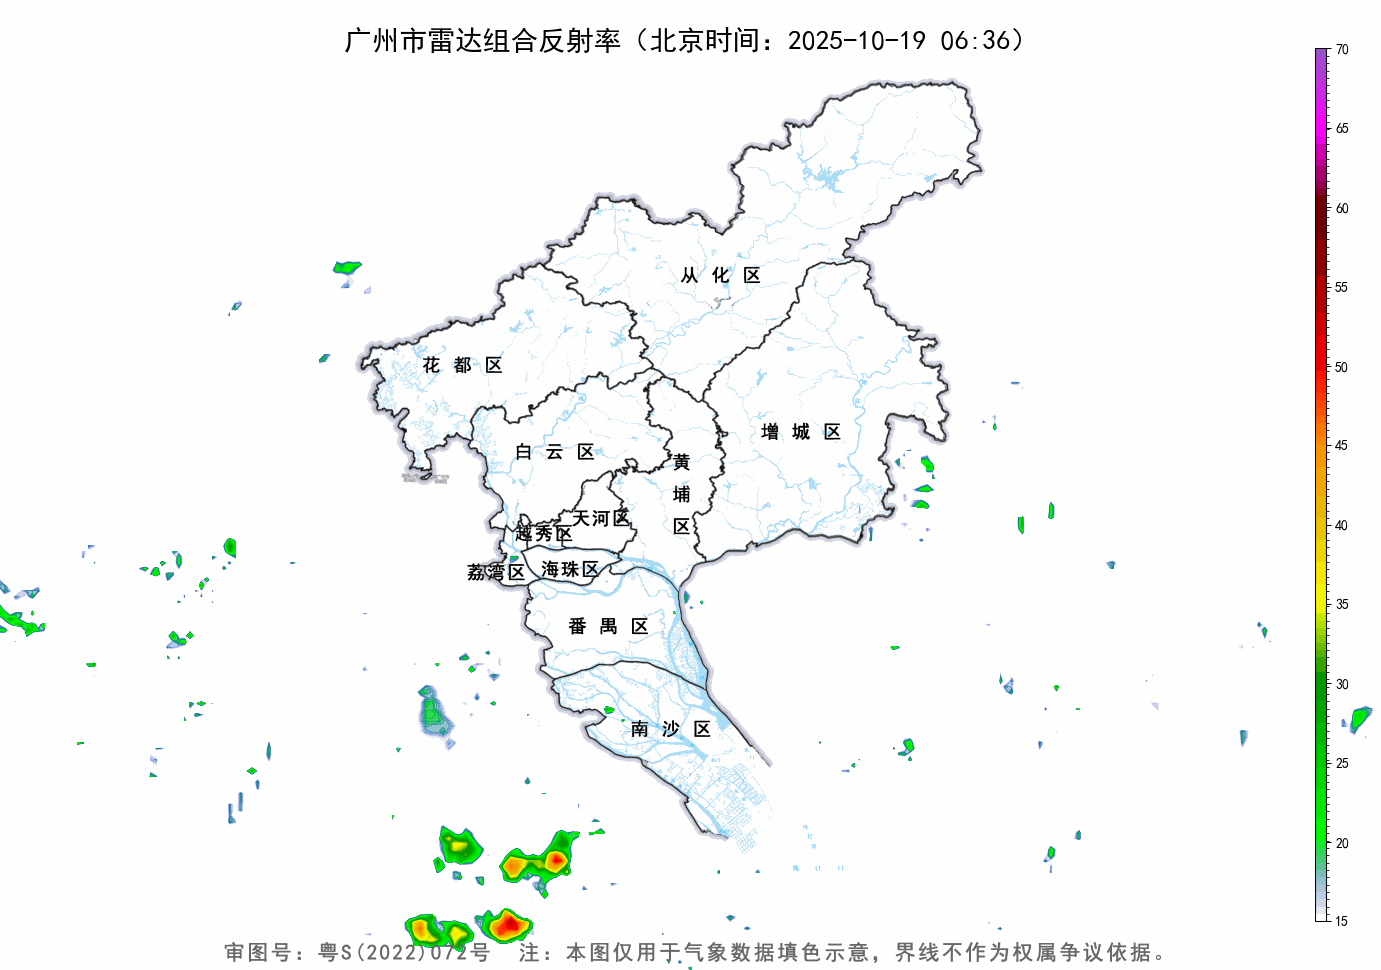 广州市雷达组合反射率（北京时间：2025-10-19 06:36）
70
65
60
55
50
45
40
35
30
25
20
15
从化区
花都区
增城区
白云区
黄埔区
天河区
越秀区
海珠区
荔湾区
番禺区
南沙区
审图号：粤S(2022)072号 注：本图仅用于气象数据填色示意，界线不作为权属争议依据。